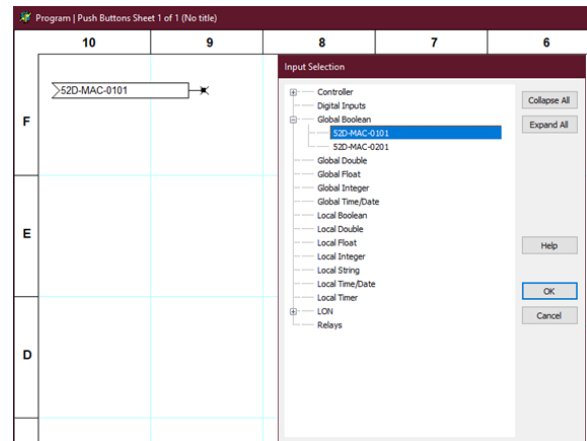 Program | Push Buttons Sheet 1 of 1 (No title)
10 9 8 7 6
F
E
D
52D-MAC-0101
Input Selection
Controller
Digital Inputs
Global Boolean
52D-MAC-0101
52D-MAC-0201
Global Double
Global Float
Global Integer
Global Time/Date
Local Boolean
Local Double
Local Float
Local Integer
Local String
Local Time/Date
Local Timer
LON
Relays
Collapse All
Expand All
Help
OK
Cancel